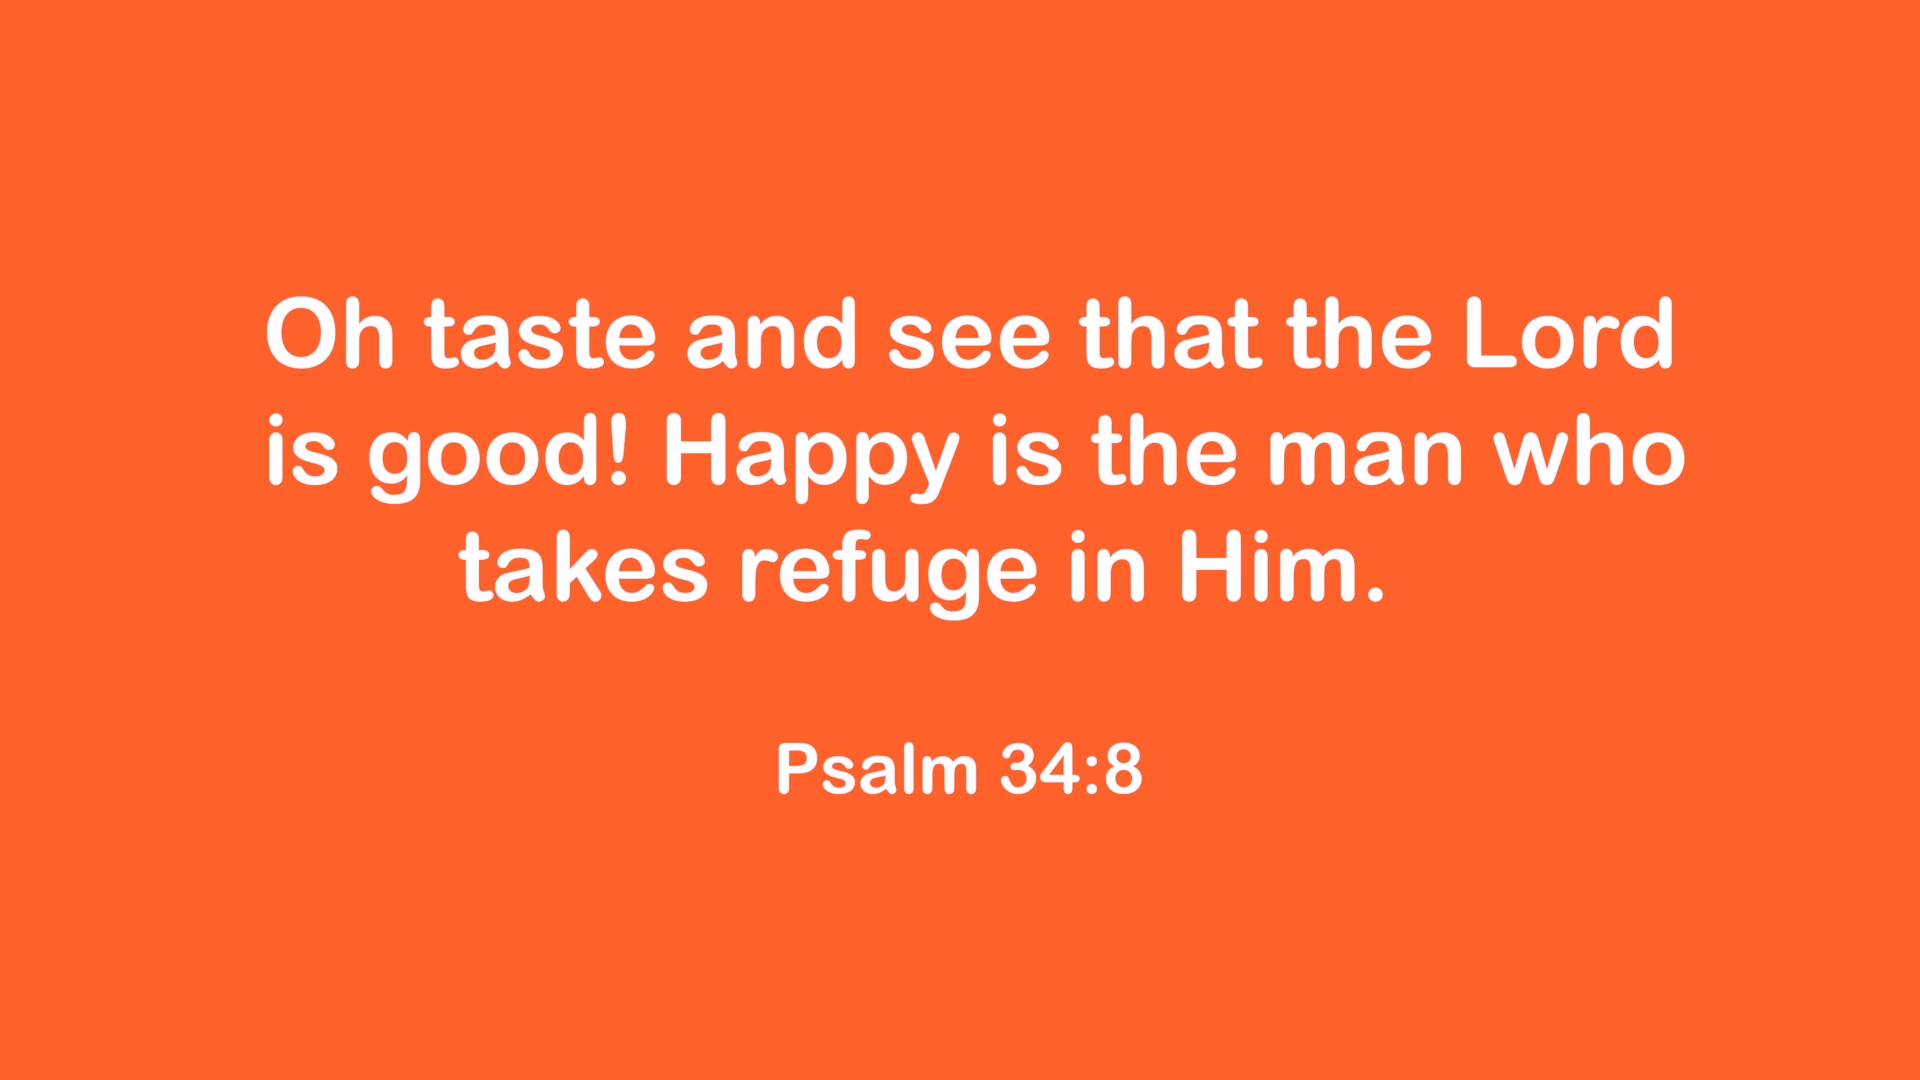 Oh taste and see that the Lord
is good! Happy is the man who
takes refuge in Him.
Psalm 34:8